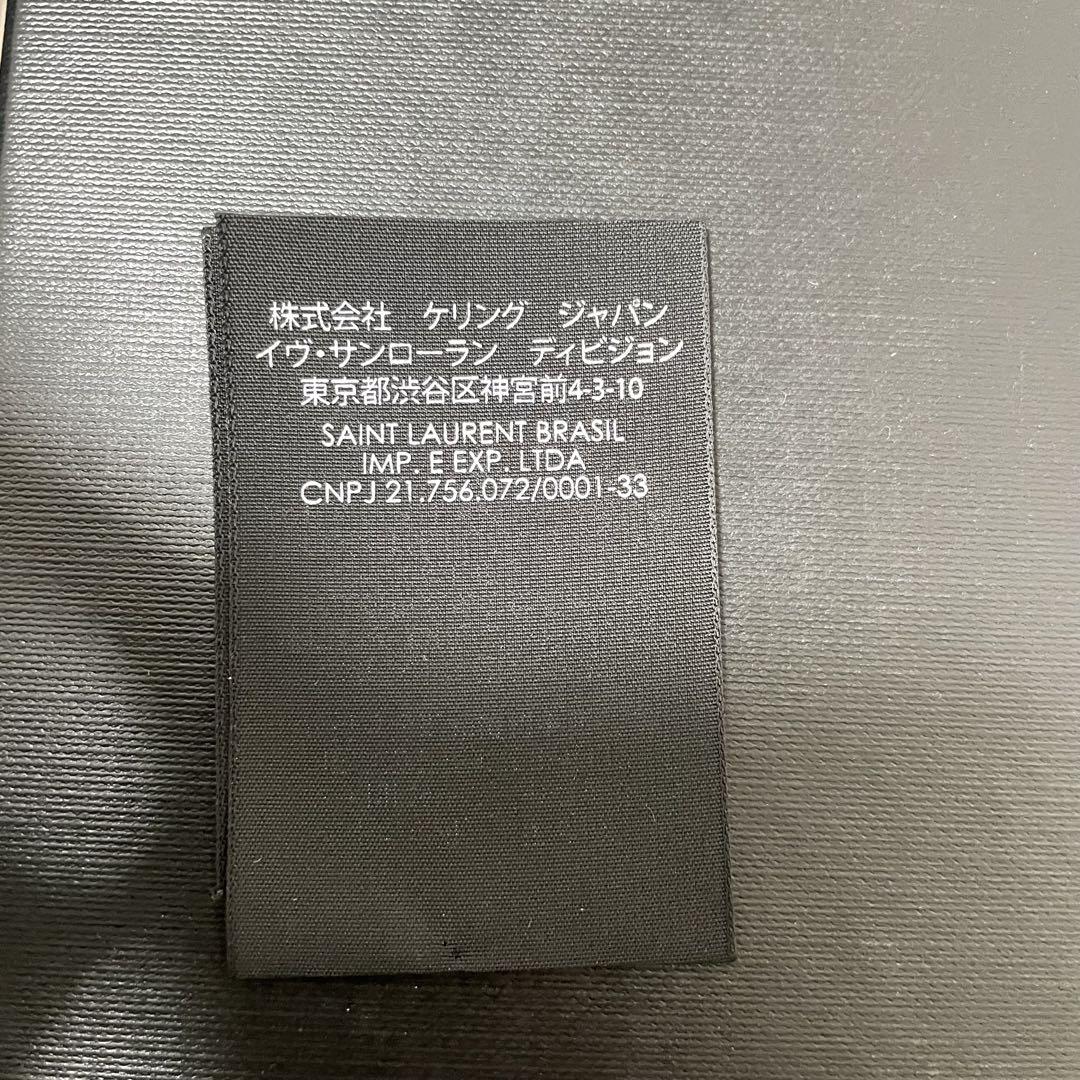 株式会社　ケリング　ジャパン
イヴ・サンローラン　ディビジョン
東京都渋谷区神宮前4-3-10
SAINT LAURENT BRASIL
IMP. E EXP. LTDA
CNPJ 21.756.072/0001-33